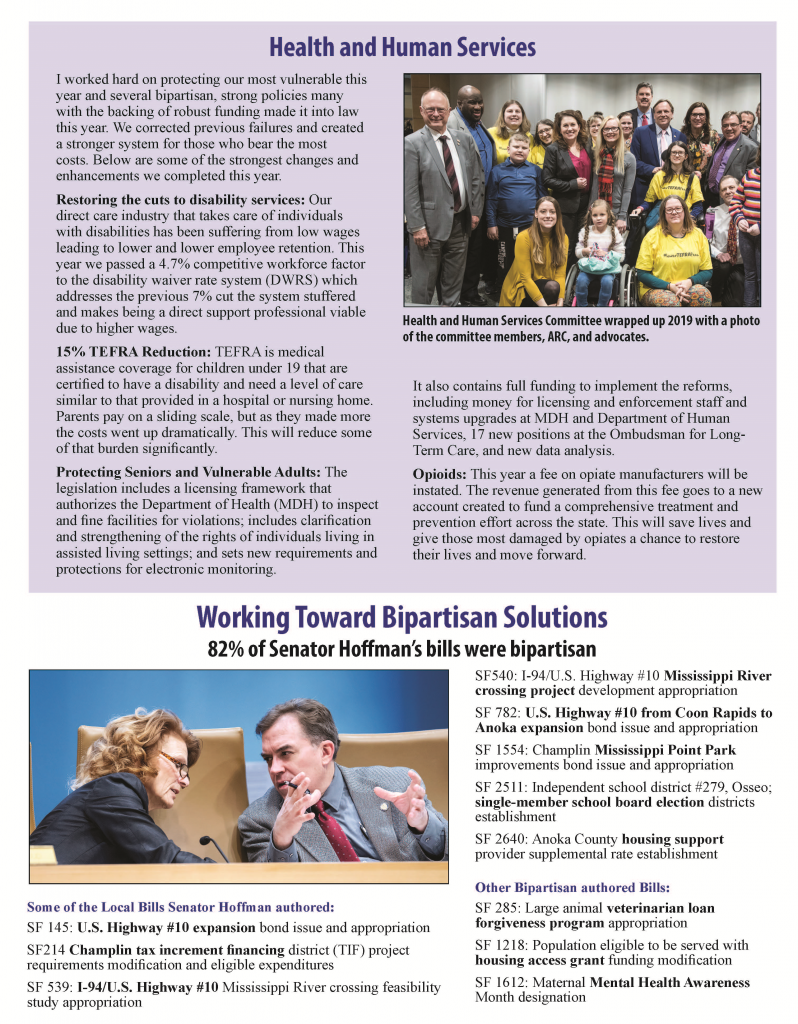 Health and Human Services
I worked hard on protecting our most vulnerable this
year and several bipartisan, strong policies many
with the backing of robust funding made it into law
this year. We corrected previous failures and created
a stronger system for those who bear the most
costs. Below are some of the strongest changes and
enhancements we completed this year.
Restoring the cuts to disability services: Our
direct care industry that takes care of individuals
with disabilities has been suffering from low wages
leading to lower and lower employee retention. This
year we passed a 4.7% competitive workforce factor
to the disability waiver rate system (DWRS) which
addresses the previous 7% cut the system stuffered
and makes being a direct support professional viable
due to higher wages.
15% TEFRA Reduction: TEFRA is medical
assistance coverage for children under 19 that are
certified to have a disability and need a level of care
similar to that provided in a hospital or nursing home.
Parents pay on a sliding scale, but as they made more
the costs went up dramatically. This will reduce some
of that burden significantly.
Protecting Seniors and Vulnerable Adults: The
legislation includes a licensing framework that
authorizes the Department of Health (MDH) to inspect
and fine facilities for violations; includes clarification
and strengthening of the rights of individuals living in
assisted living settings; and sets new requirements and
protections for electronic monitoring.
Health and Human Services Committee wrapped up 2019 with a photo
of the committee members, ARC, and advocates.
It also contains full funding to implement the reforms,
including money for licensing and enforcement staff and
systems upgrades at MDH and Department of Human
Services, 17 new positions at the Ombudsman for Long-
Term Care, and new data analysis.
Opioids: This year a fee on opiate manufacturers will be
instated. The revenue generated from this fee goes to a new
account created to fund a comprehensive treatment and
prevention effort across the state. This will save lives and
give those most damaged by opiates a chance to restore
their lives and move forward.
Working Toward Bipartisan Solutions
82% of Senator Hoffman's bills were bipartisan
Some of the Local Bills Senator Hoffman authored:
SF 145: U.S. Highway #10 expansion bond issue and appropriation
SF214 Champlin tax increment financing district (TIF) project
requirements modification and eligible expenditures
SF 539: I-94/U.S. Highway #10 Mississippi River crossing feasibility
study appropriation
SF540: I-94/U.S. Highway #10 Mississippi River
crossing project development appropriation
SF 782: U.S. Highway #10 from Coon Rapids to
Anoka expansion bond issue and appropriation
SF 1554: Champlin Mississippi Point Park
improvements bond issue and appropriation
SF 2511: Independent school district #279, Osseo;
single-member school board election districts
establishment
SF 2640: Anoka County housing support
provider supplemental rate establishment
Other Bipartisan authored Bills:
SF 285: Large animal veterinarian loan
forgiveness program appropriation
SF 1218: Population eligible to be served with
housing access grant funding modification
SF 1612: Maternal Mental Health Awareness
Month designation